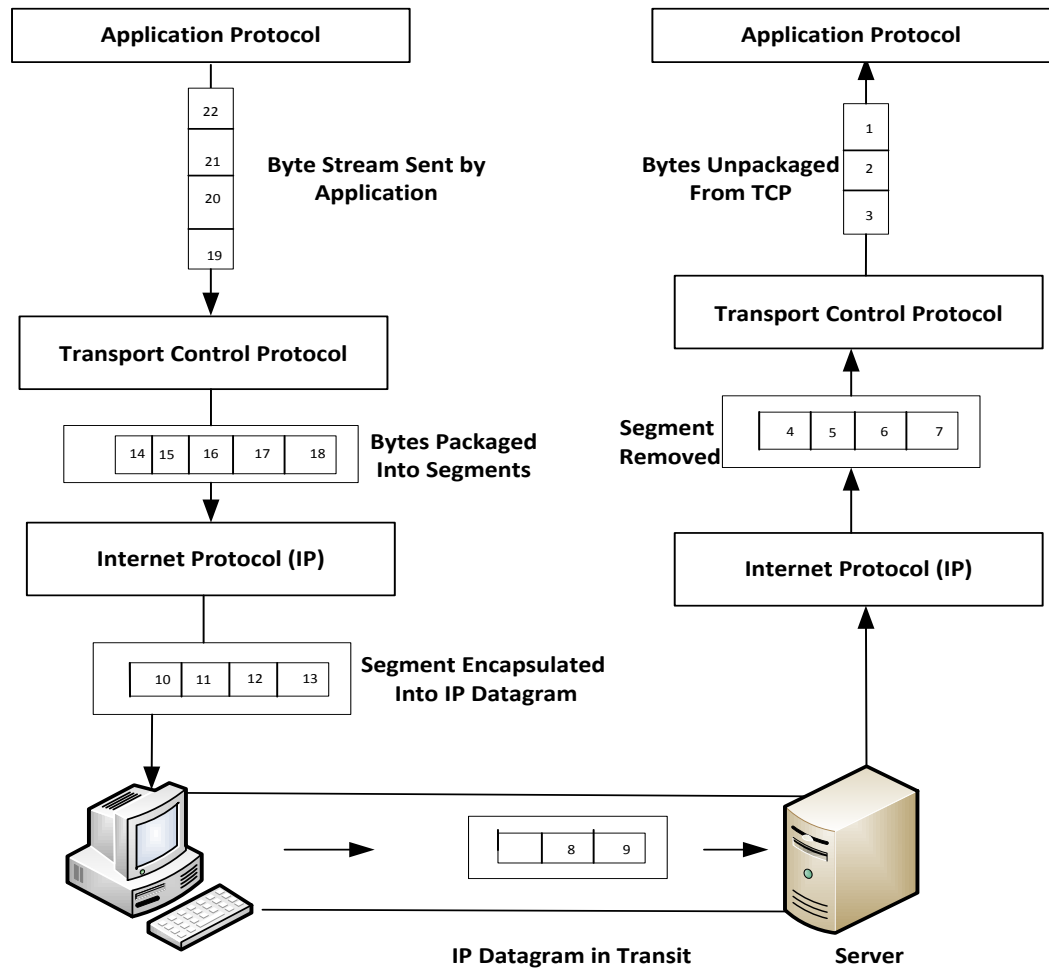 Application Protocol
Application Protocol
22
21
20
19
Byte Stream Sent by
Application
Bytes Unpackaged
From TCP
1
2
3
Transport Control Protocol
Transport Control Protocol
14 15 16 17 18
Bytes Packaged
Into Segments
Segment
Removed
4 5 6 7
Internet Protocol (IP)
Internet Protocol (IP)
10 11 12 13
Segment Encapsulated
Into IP Datagram
8 9
IP Datagram in Transit
Server